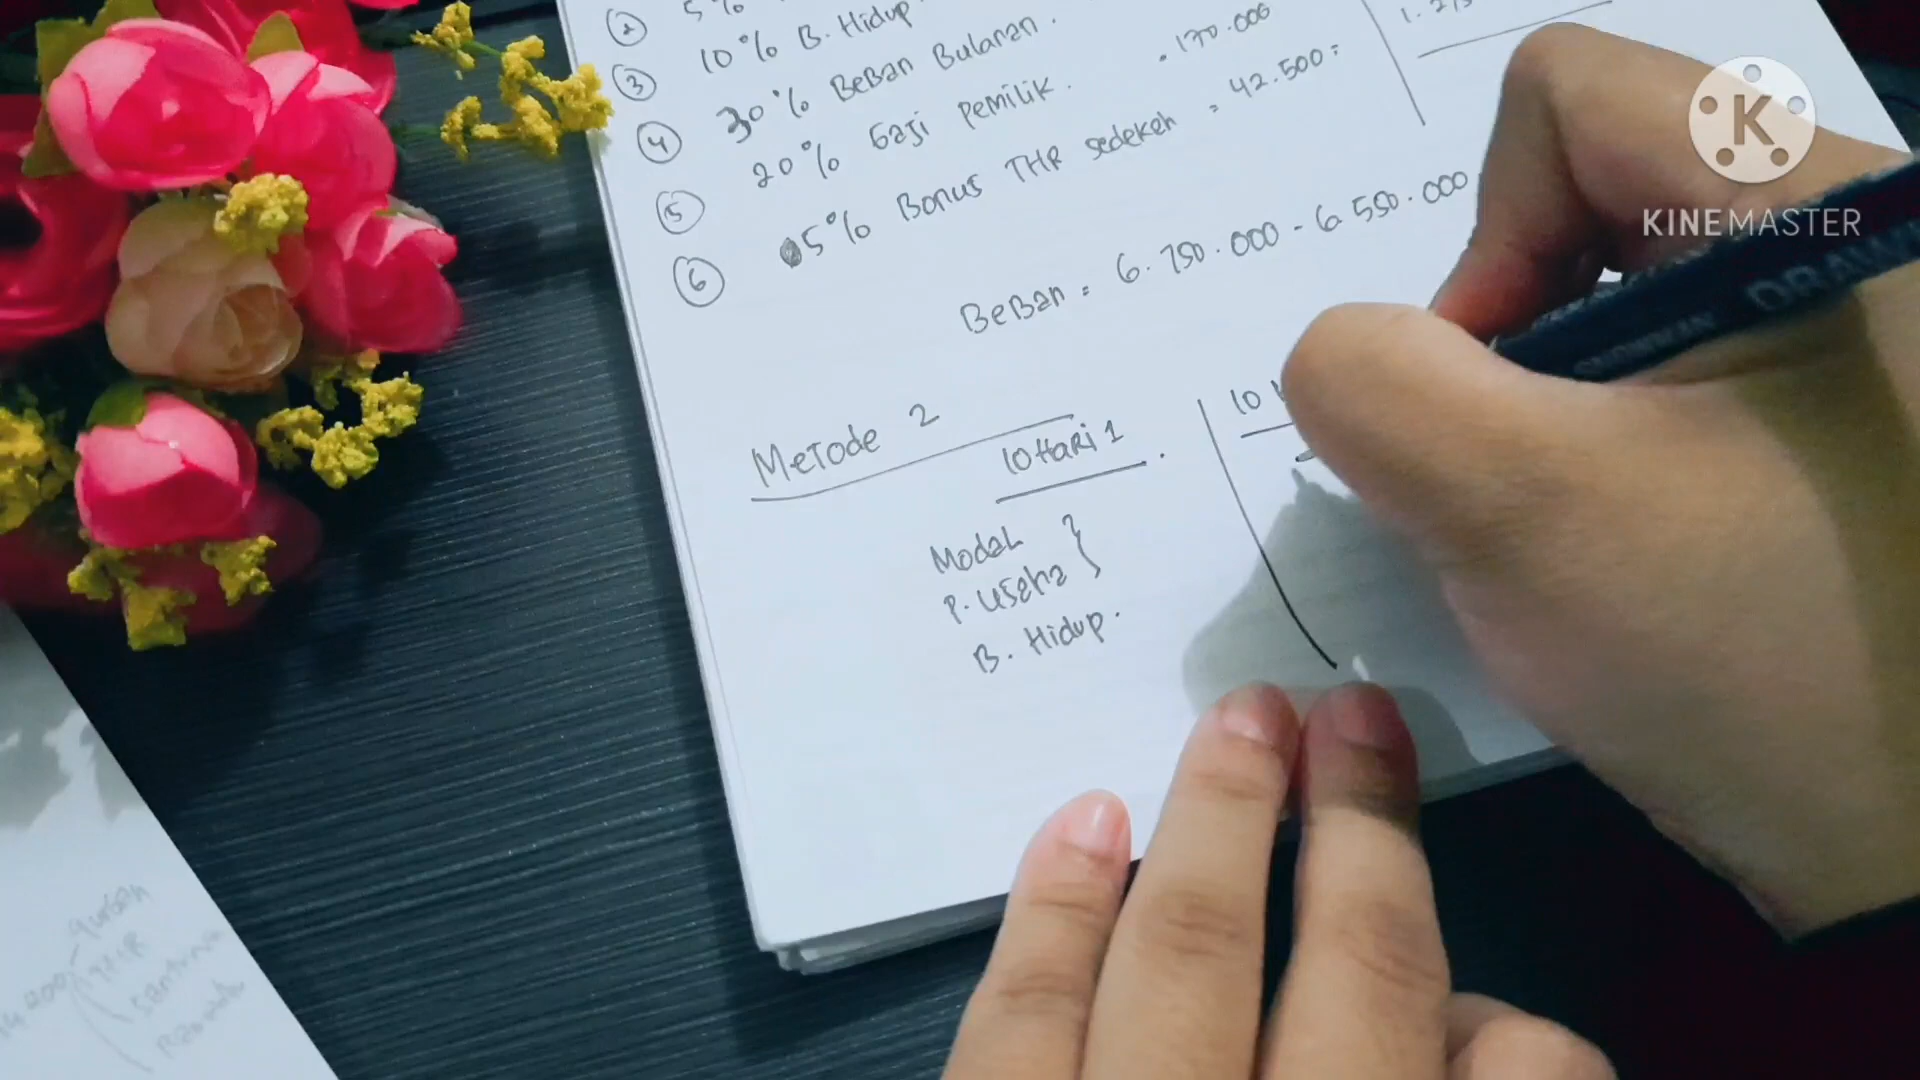 ② 5%
③ 10% B. Hidup
④ 30% BeBan Bulanan.
⑤ 20% Gaji Pemilik. . 170.000
⑥ 5% Bonus THR sedekah = 42.500 =
BeBan = 6.750.000 - 6.550.000
Metode 2
10 Hari 1 .
Modal
P. Usaha }
B. Hidup.
10
K
KINEMASTER
THR